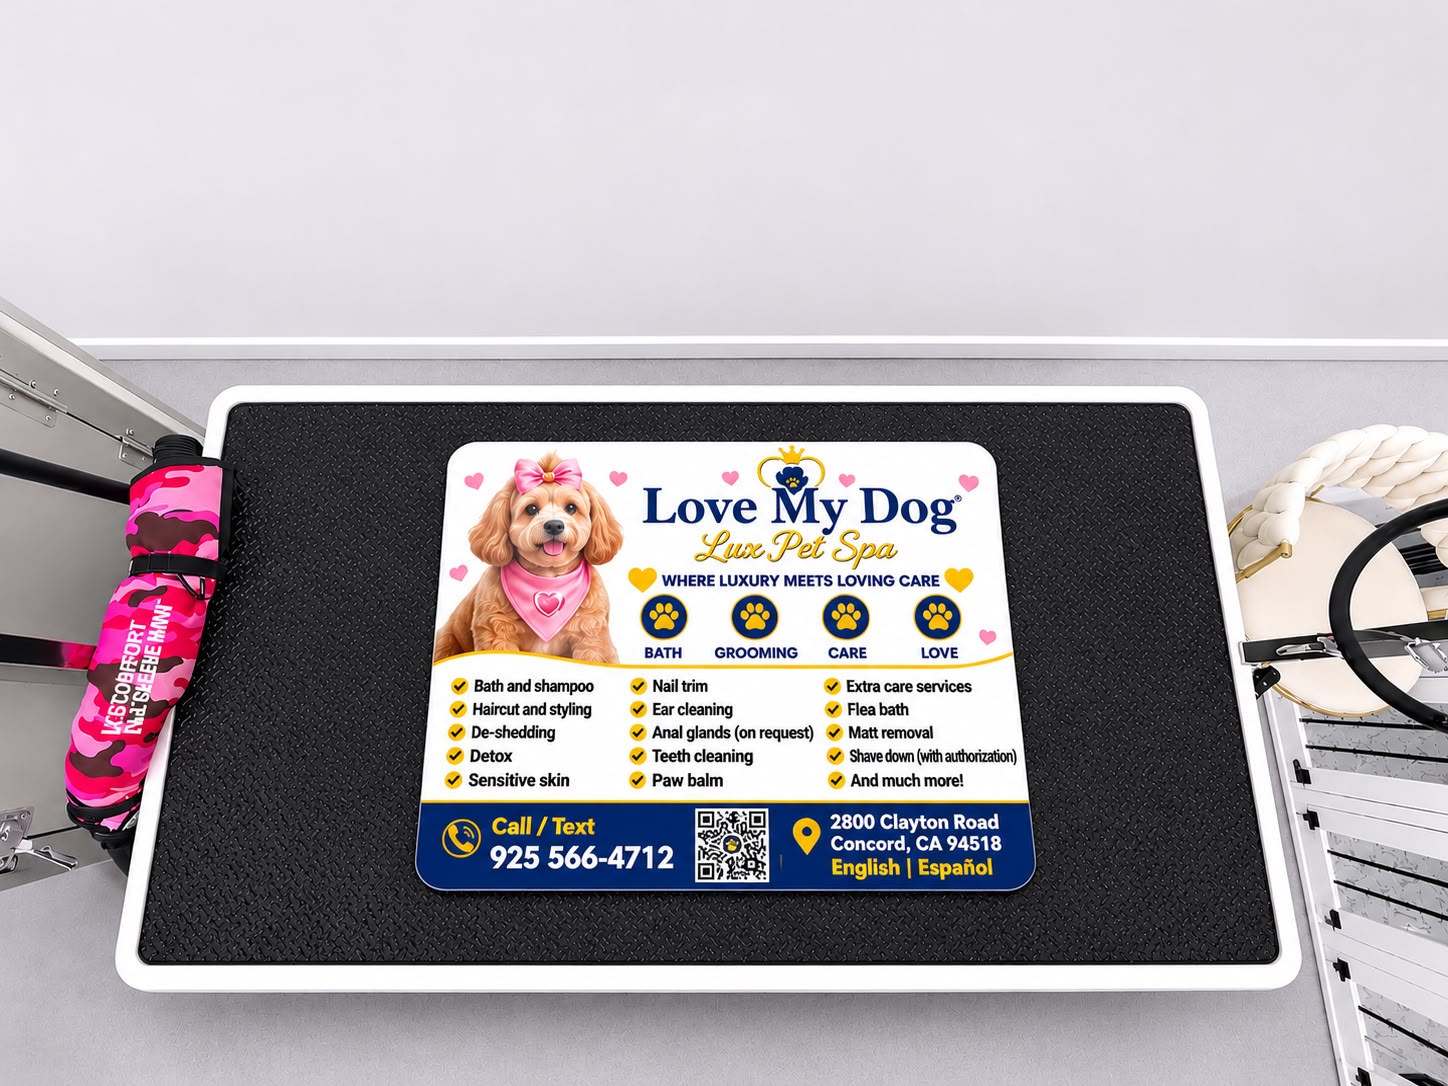 Love My Dog®
Lux Pet Spa
WHERE LUXURY MEETS LOVING CARE
BATH
GROOMING
CARE
LOVE
Bath and shampoo
Haircut and styling
De-shedding
Detox
Sensitive skin
Nail trim
Ear cleaning
Anal glands (on request)
Teeth cleaning
Paw balm
Extra care services
Flea bath
Matt removal
Shave down (with authorization)
And much more!
Call / Text
925 566-4712
2800 Clayton Road
Concord, CA 94518
English | Español